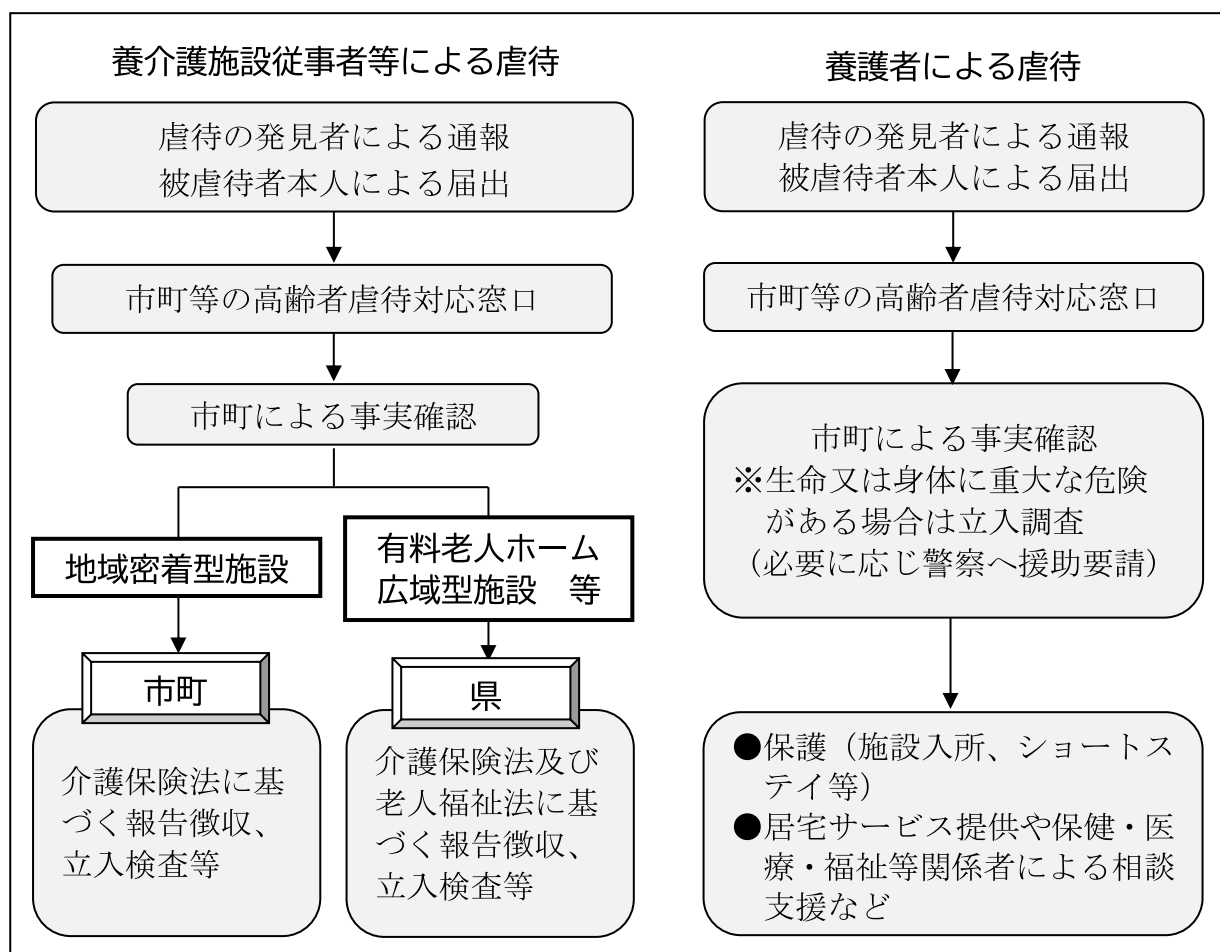 養介護施設従事者等による虐待
虐待の発見者による通報
被虐待者本人による届出
市町等の高齢者虐待対応窓口
市町による事実確認
地域密着型施設
有料老人ホーム
広域型施設　等
市町
介護保険法に基
づく報告徴収、
立入検査等
県
介護保険法及び
老人福祉法に基
づく報告徴収、
立入検査等
養護者による虐待
虐待の発見者による通報
被虐待者本人による届出
市町等の高齢者虐待対応窓口
市町による事実確認
※生命又は身体に重大な危険
がある場合は立入調査
（必要に応じ警察へ援助要請）
●保護（施設入所、ショートス
テイ等）
●居宅サービス提供や保健・医
療・福祉等関係者による相談
支援など